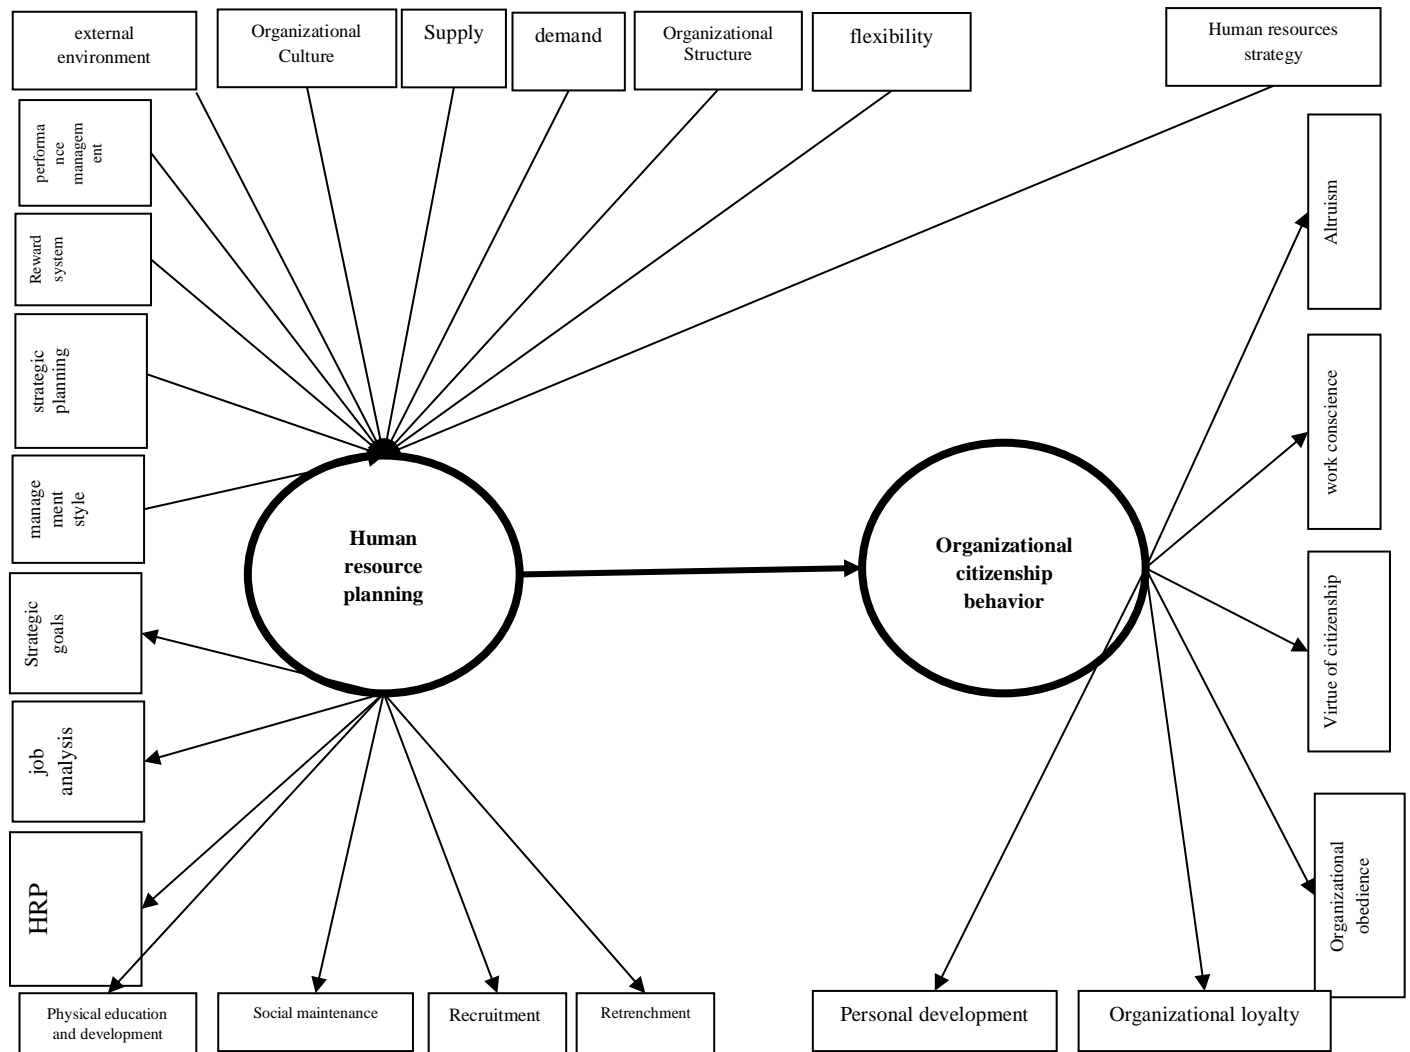 external
environment
Organizational
Culture
Supply
demand
Organizational
Structure
flexibility
Human resources
strategy
performa
nce
managem
ent
Reward
system
strategic
planning
manage
ment
style
Strategic
goals
job
analysis
HRP
Human
resource
planning
Organizational
citizenship
behavior
Altruism
work conscience
Virtue of citizenship
Organizational
obedience
Physical education
and development
Social maintenance
Recruitment
Retrenchment
Personal development
Organizational loyalty